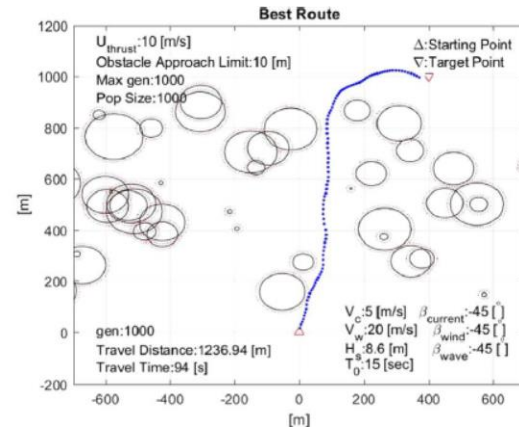 Best Route
U_thrust:10 [m/s]
Obstacle Approach Limit:10 [m]
Max gen:1000
Pop Size:1000
△:Starting Point
▽:Target Point
1200
1000
800
600
400
200
0
-200
[m]
gen:1000
Travel Distance:1236.94 [m]
Travel Time:94 [s]
V_c:5 [m/s] β_current:-45 [°]
V_w:20 [m/s] β_wind:-45 [°]
H_s:8.6 [m] β_wave:-45 [°]
T_0:15 [sec]
-600 -400 -200 0 200 400 600
[m]